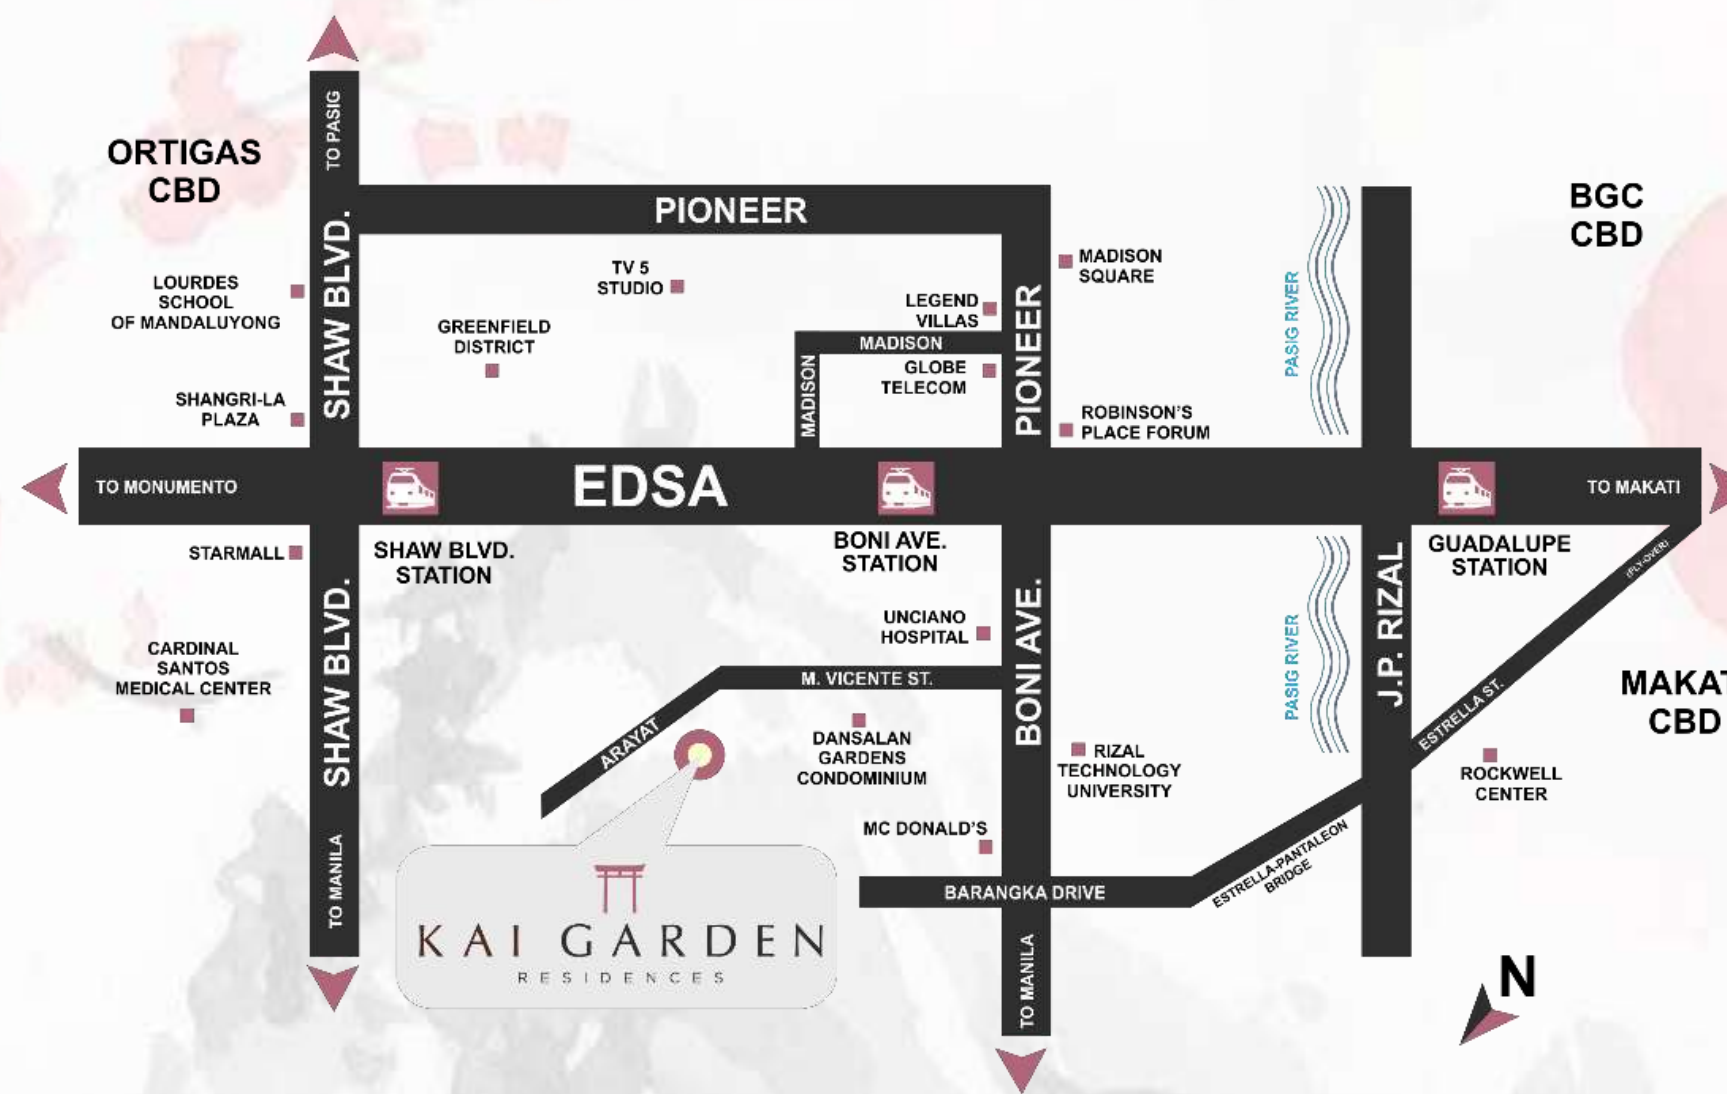 TO PASIG
ORTIGAS
CBD
PIONEER
BGC
CBD
SHAW BLVD.
LOURDES
SCHOOL
OF MANDALUYONG
TV 5
STUDIO
MADISON
SQUARE
GREENFIELD
DISTRICT
LEGEND
VILLAS
MADISON
GLOBE
TELECOM
MADISON
PIONEER
PASIG RIVER
SHANGRI-LA
PLAZA
ROBINSON'S
PLACE FORUM
TO MONUMENTO
EDSA
TO MAKATI
STARMALL
SHAW BLVD.
STATION
BONI AVE.
STATION
GUADALUPE
STATION
(FLY-OVER)
SHAW BLVD.
UNCIANO
HOSPITAL
BONI AVE.
PASIG RIVER
J.P. RIZAL
CARDINAL
SANTOS
MEDICAL CENTER
M. VICENTE ST.
ARAYAT
ESTRELLA ST.
MAKAT
CBD
DANSALAN
GARDENS
CONDOMINIUM
RIZAL
TECHNOLOGY
UNIVERSITY
ROCKWELL
CENTER
MC DONALD'S
TO MANILA
BARANGKA DRIVE
ESTRELLA-PANTALEON
BRIDGE
KAI GARDEN
RESIDENCES
TO MANILA
N